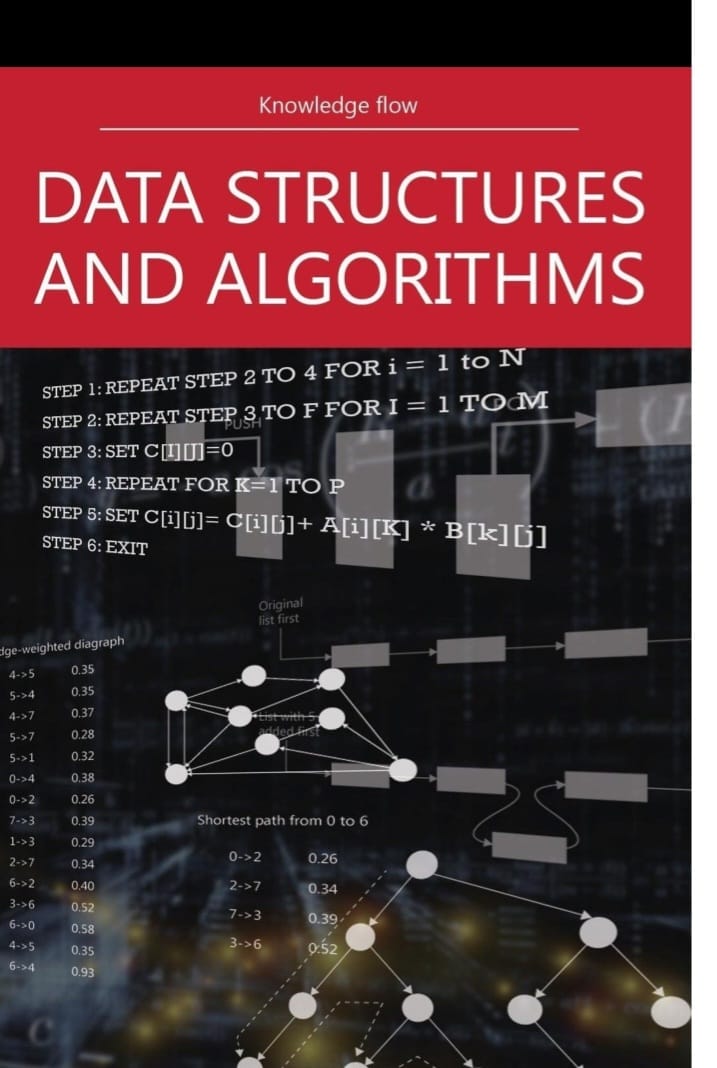 Knowledge flow
DATA STRUCTURES
AND ALGORITHMS
STEP 1: REPEAT STEP 2 TO 4 FOR i = 1 to N
STEP 2: REPEAT STEP 3 TO F FOR I = 1 TO M
PUSH
STEP 3: SET C[I][J]=0
STEP 4: REPEAT FOR K=1 TO P
STEP 5: SET C[i][j]= C[i][j]+ A[i][K] * B[k][j]
STEP 6: EXIT
Original
list first
dge-weighted diagraph
4->5 0.35
5->4 0.35
4->7 0.37
5->7 0.28
5->1 0.32
0->4 0.38
0->2 0.26
7->3 0.39
1->3 0.29
2->7 0.34
6->2 0.40
3->6 0.52
6->0 0.58
4->5 0.35
6->4 0.93
List with 5
added first
Shortest path from 0 to 6
0->2 0.26
2->7 0.34
7->3 0.39
3->6 0.52